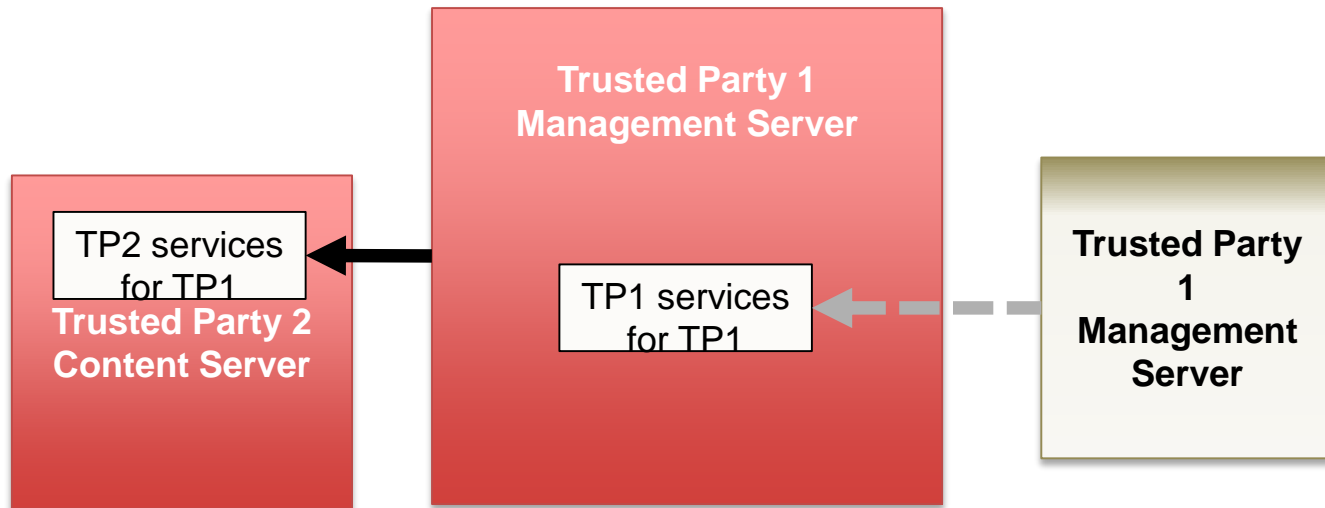 Trusted Party 1
Management Server
TP2 services
for TP1
Trusted Party 2
Content Server
TP1 services
for TP1
Trusted Party
1
Management
Server